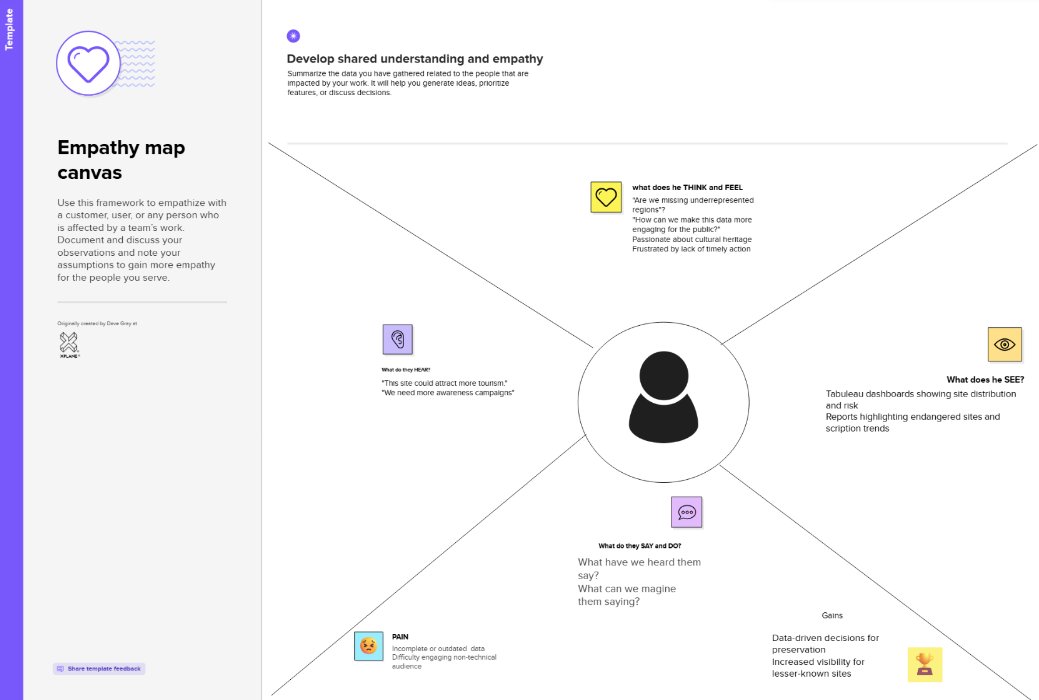 Template
Empathy map
canvas
Use this framework to empathize with
a customer, user, or any person who
is affected by a team's work.
Document and discuss your
observations and note your
assumptions to gain more empathy
for the people you serve.
Originally created by Dave Gray at
XPLANE
Share template feedback
Develop shared understanding and empathy
Summarize the data you have gathered related to the people that are
impacted by your work. It will help you generate ideas, prioritize
features, or discuss decisions.
what does he THINK and FEEL
"Are we missing underrepresented
regions"?
"How can we make this data more
engaging for the public?"
Passionate about cultural heritage
Frustrated by lack of timely action
What do they HEAR?
"This site could attract more tourism."
"We need more awareness campaigns"
What does he SEE?
Tabuleau dashboards showing site distribution
and risk
Reports highlighting endangered sites and
scription trends
What do they SAY and DO?
What have we heard them
say?
What can we magine
them saying?
PAIN
Incomplete or outdated data
Difficulty engaging non-technical
audience
Gains
Data-driven decisions for
preservation
Increased visibility for
lesser-known sites